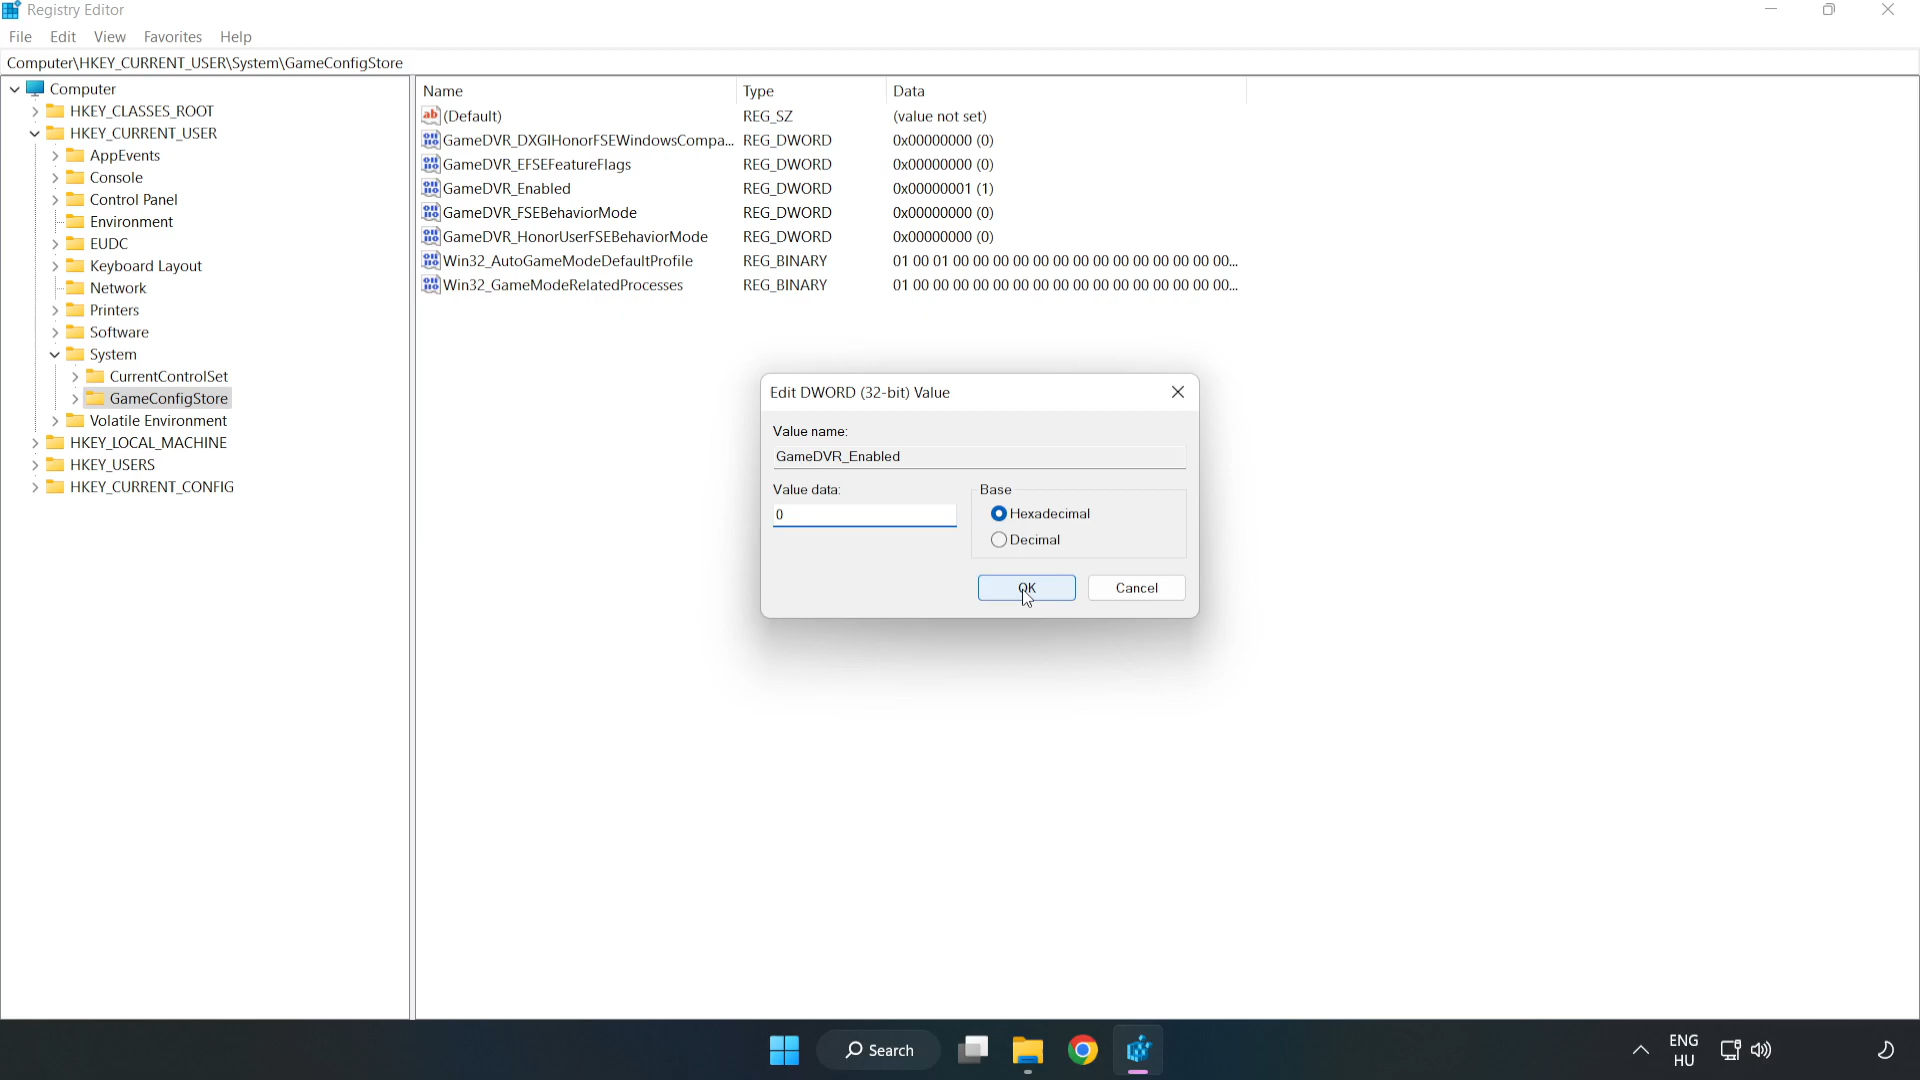 Registry Editor
File Edit View Favorites Help
Computer\HKEY_CURRENT_USER\System\GameConfigStore
Computer
HKEY_CLASSES_ROOT
HKEY_CURRENT_USER
AppEvents
Console
Control Panel
Environment
EUDC
Keyboard Layout
Network
Printers
Software
System
CurrentControlSet
GameConfigStore
Volatile Environment
HKEY_LOCAL_MACHINE
HKEY_USERS
HKEY_CURRENT_CONFIG
Name Type Data
(Default) REG_SZ (value not set)
GameDVR_DXGIHonorFSEWindowsCompa... REG_DWORD 0x00000000 (0)
GameDVR_EFSEFeatureFlags REG_DWORD 0x00000000 (0)
GameDVR_Enabled REG_DWORD 0x00000001 (1)
GameDVR_FSEBehaviorMode REG_DWORD 0x00000000 (0)
GameDVR_HonorUserFSEBehaviorMode REG_DWORD 0x00000000 (0)
Win32_AutoGameModeDefaultProfile REG_BINARY 01 00 01 00 00 00 00 00 00 00 00 00 00 00 00 00 00...
Win32_GameModeRelatedProcesses REG_BINARY 01 00 00 00 00 00 00 00 00 00 00 00 00 00 00 00 00...
Edit DWORD (32-bit) Value
Value name:
GameDVR_Enabled
Value data: Base
0 Hexadecimal
Decimal
OK Cancel
Search
ENG
HU